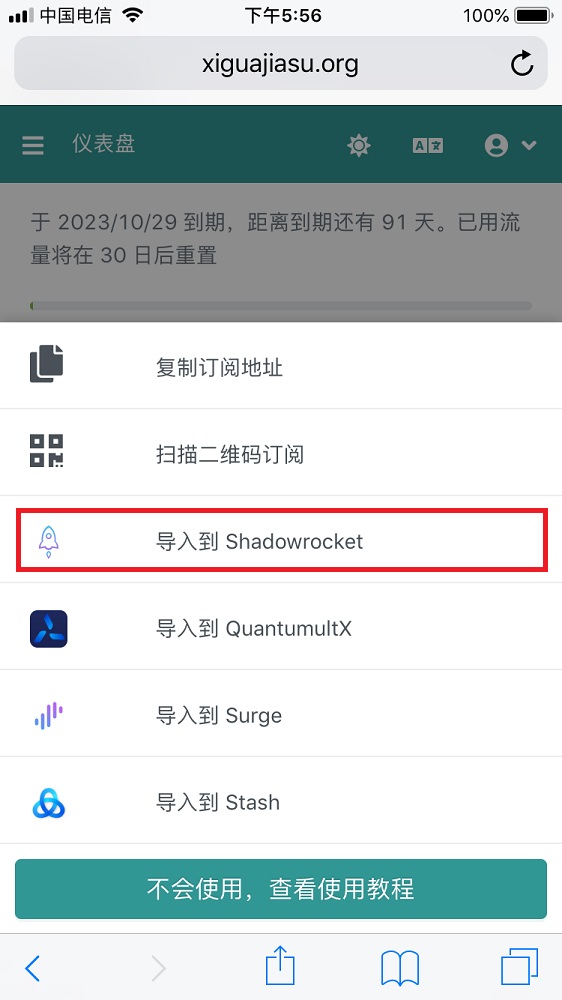 中国电信 下午5:56 100%
xiguajiasu.org
仪表盘
于 2023/10/29 到期，距离到期还有 91 天。已用流
量将在 30 日后重置
复制订阅地址
扫描二维码订阅
导入到 Shadowrocket
导入到 QuantumultX
导入到 Surge
导入到 Stash
不会使用，查看使用教程